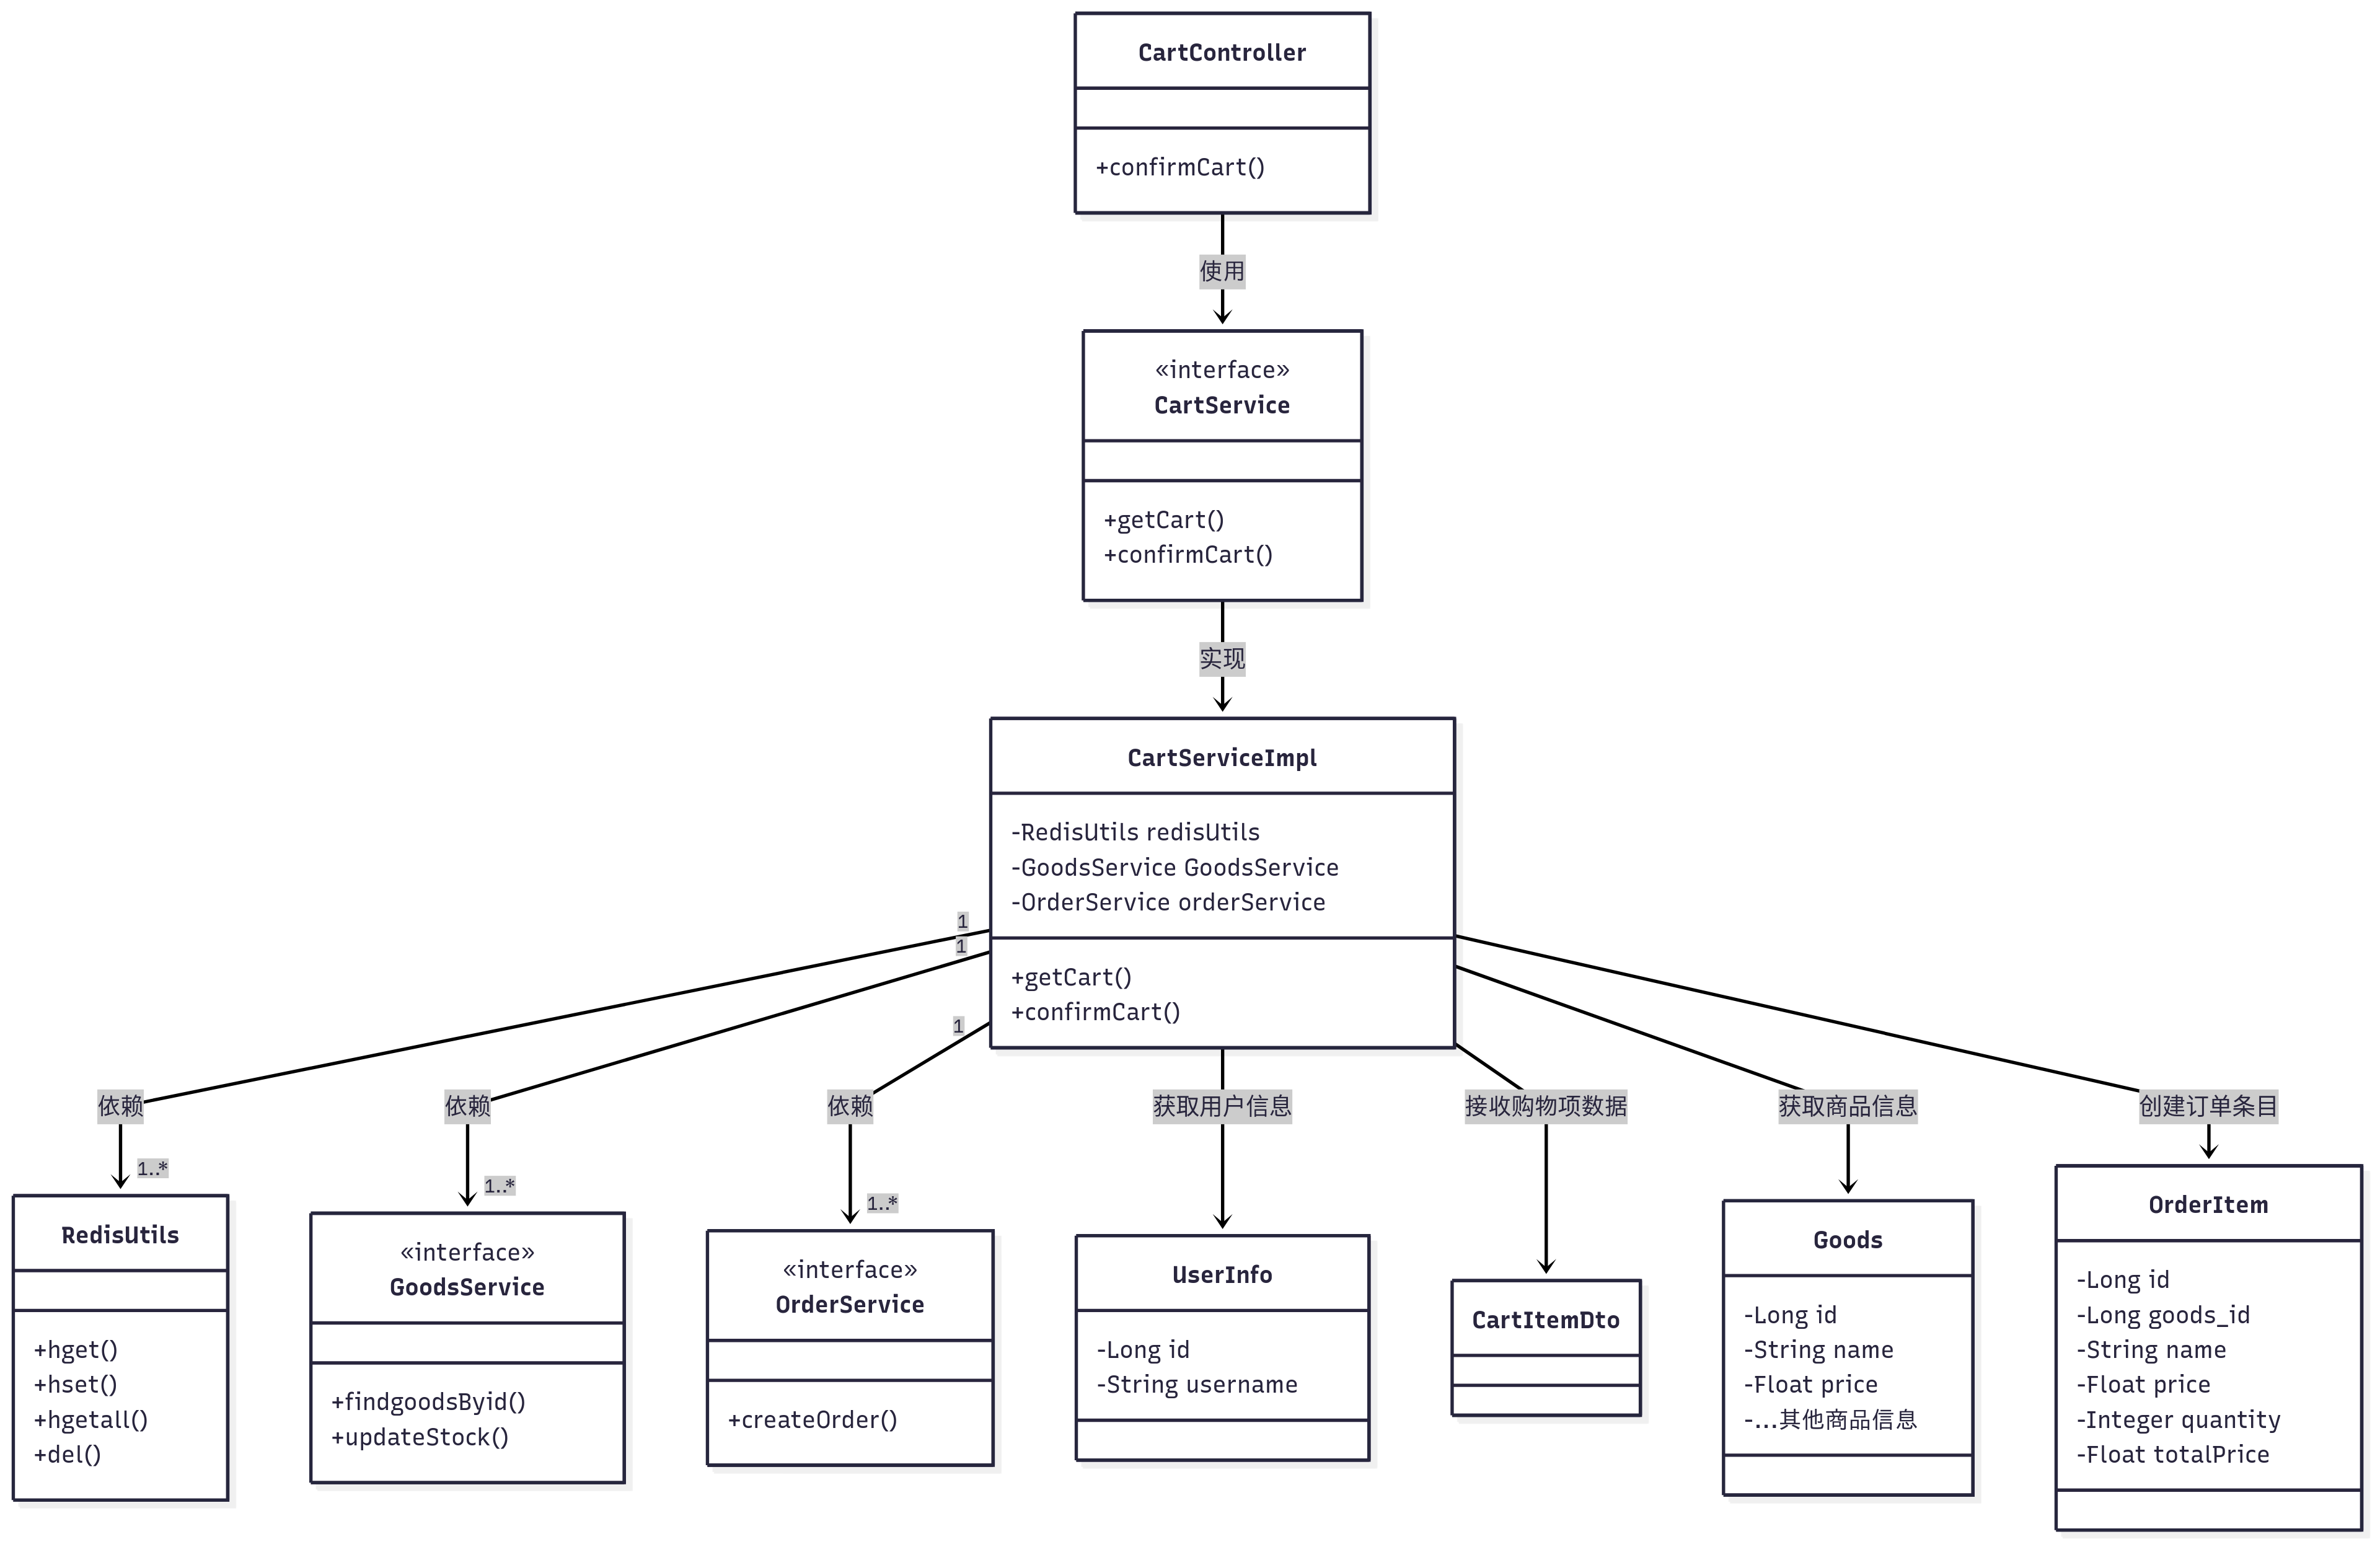 CartController
+confirmCart()
使用
«interface»
CartService
+getCart()
+confirmCart()
实现
CartServiceImpl
-RedisUtils redisUtils
-GoodsService GoodsService
-OrderService orderService
+getCart()
+confirmCart()
1
1
1
依赖
依赖
依赖
获取用户信息
接收购物项数据
获取商品信息
创建订单条目
1..*
1..*
1..*
RedisUtils
+hget()
+hset()
+hgetall()
+del()
«interface»
GoodsService
+findgoodsByid()
+updateStock()
«interface»
OrderService
+createOrder()
UserInfo
-Long id
-String username
CartItemDto
Goods
-Long id
-String name
-Float price
-...其他商品信息
OrderItem
-Long id
-Long goods_id
-String name
-Float price
-Integer quantity
-Float totalPrice